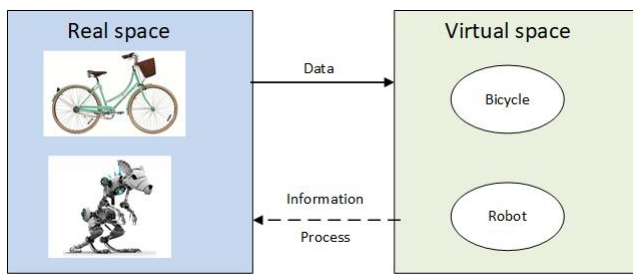 Real space
Virtual space
Data
Bicycle
Information
Process
Robot